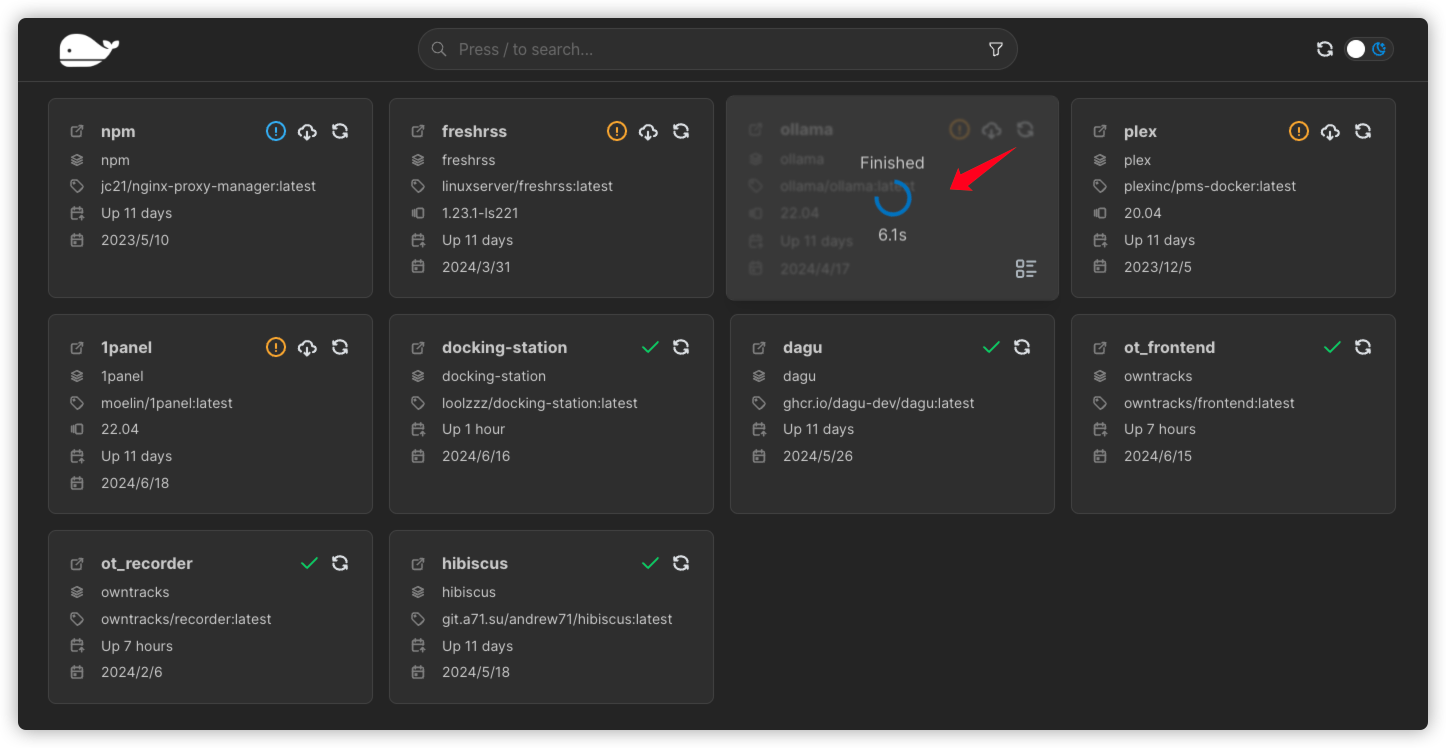 Press / to search...
npm
npm
jc21/nginx-proxy-manager:latest
Up 11 days
2023/5/10
freshrss
freshrss
linuxserver/freshrss:latest
1.23.1-ls221
Up 11 days
2024/3/31
ollama
ollama
ollama/ollama:latest
22.04
Up 11 days
2024/4/17
Finished
6.1s
plex
plex
plexinc/pms-docker:latest
20.04
Up 11 days
2023/12/5
1panel
1panel
moelin/1panel:latest
22.04
Up 11 days
2024/6/18
docking-station
docking-station
loolzzz/docking-station:latest
Up 1 hour
2024/6/16
dagu
dagu
ghcr.io/dagu-dev/dagu:latest
Up 11 days
2024/5/26
ot_frontend
owntracks
owntracks/frontend:latest
Up 7 hours
2024/6/15
ot_recorder
owntracks
owntracks/recorder:latest
Up 7 hours
2024/2/6
hibiscus
hibiscus
git.a71.su/andrew71/hibiscus:latest
Up 11 days
2024/5/18